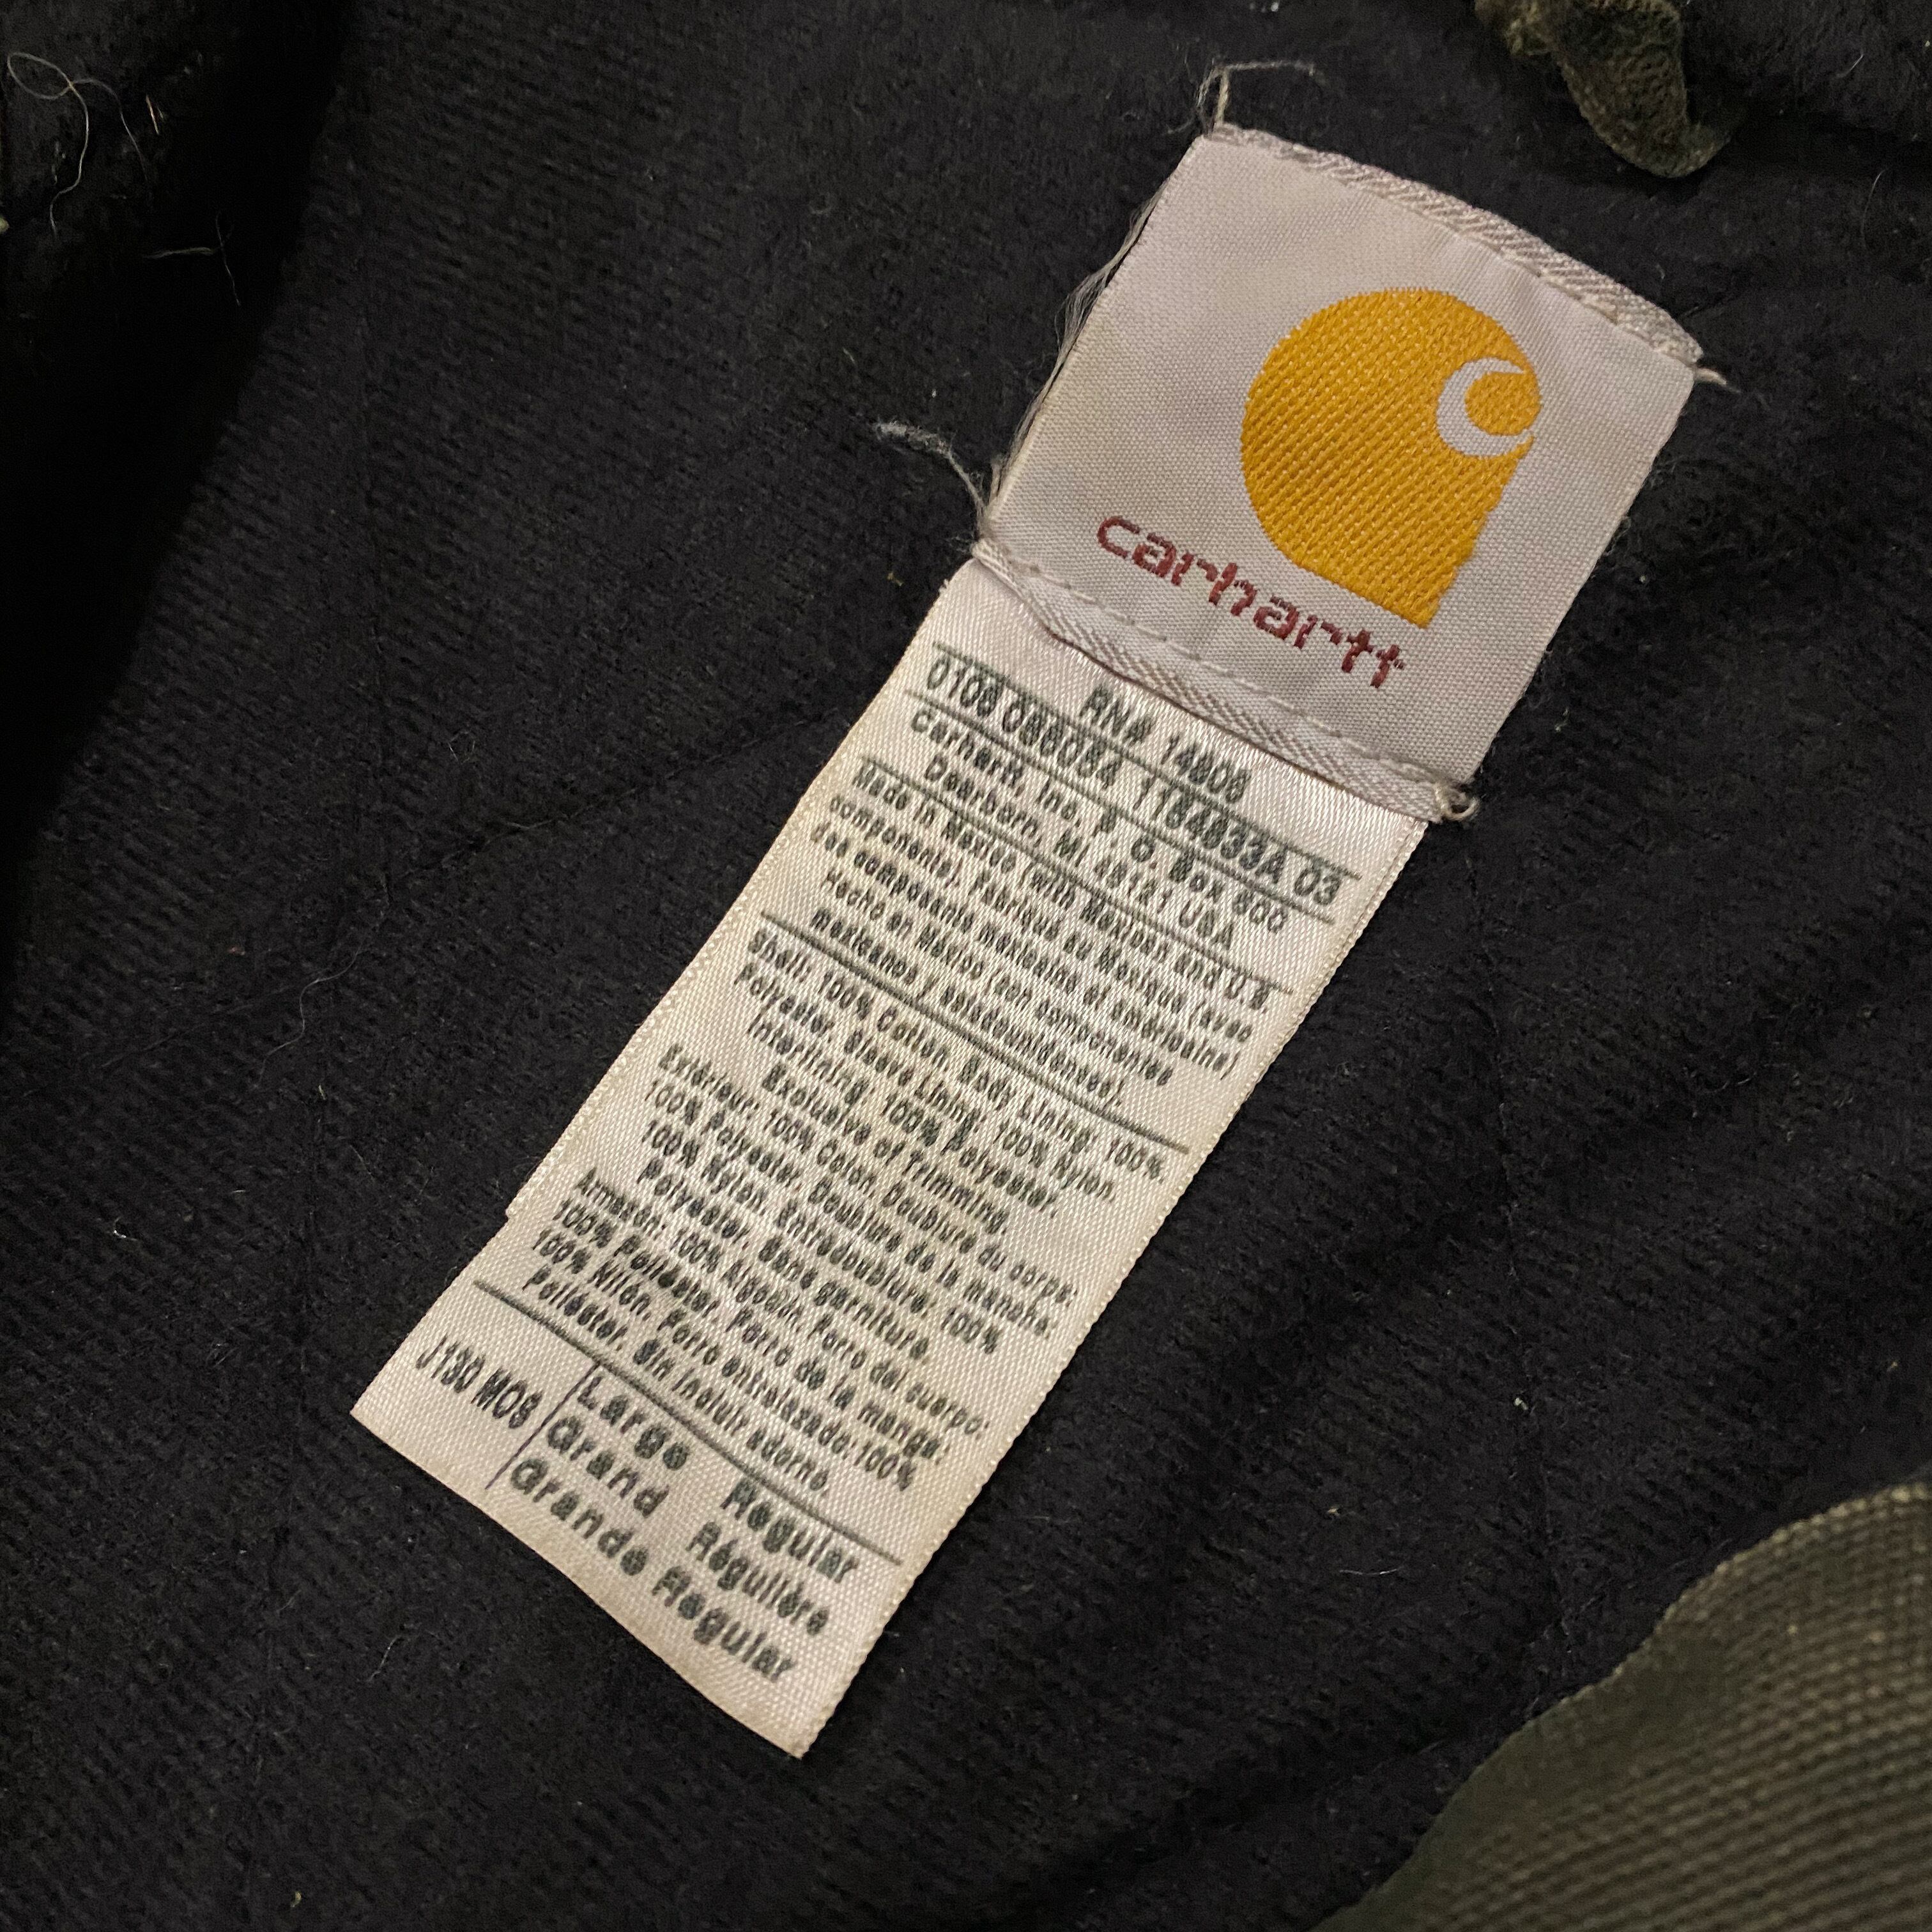 carhartt
RN# 14806
0106 086084 1164833A 03
Carhartt, Inc. P. O. Box 600
Dearborn, MI 48121 USA
Made in Mexico (with Mexican and U.S.
components). Fabriqué au Mexique (avec
de composants mexicains et américains)
Hecho en México (con componentes
mexicanos y estadounidenses).
Shell: 100% Cotton. Body Lining: 100%
Polyester. Sleeve Lining: 100% Nylon.
Interlining: 100% Polyester.
Exclusive of Trimming.
Extérieur: 100% Coton. Doublure du corps:
100% Polyester. Doublure de la Manche:
100% Nylon. Entredoublure: 100%
Polyester. Sans garniture.
Armazón: 100% Algodón. Forro del cuerpo:
100% Poliéster. Forro de la manga:
100% Nilón. Forro entrelazado: 100%
Poliéster. Sin incluir adorno.
J130 MOS
Large Regular
Grand Régulière
Grande Regular